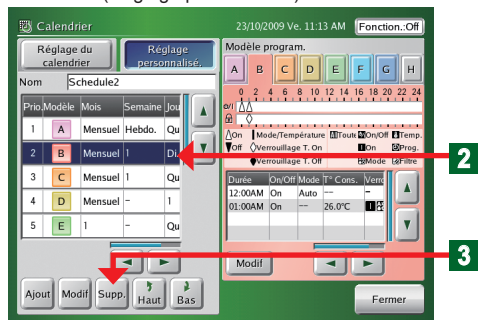 Calendrier 23/10/2009 Ve. 11:13 AM Fonction.:Off
Réglage du calendrier
Réglage personnalisé.
Nom Schedule2
Prio. Modèle Mois Semaine Jou
1 A Mensuel Hebdo. Qu
2 B Mensuel 1 Di.
3 C Mensuel 1 Qu
4 D Mensuel - 1
5 E 1 - Qu
Ajout Modif Supp. Haut Bas
Modèle program.
A B C D E F G H
0 2 4 6 8 10 12 14 16 18 20 22 24
On Mode/Température Tout On/Off Temp.
Off Verrouillage T. On On Prog.
Verrouillage T. Off Mode Filtre
Durée On/Off Mode T° Cons. Verro
12:00AM On Auto -- -
01:00AM On -- 26.0°C
Modif
Fermer
2
3